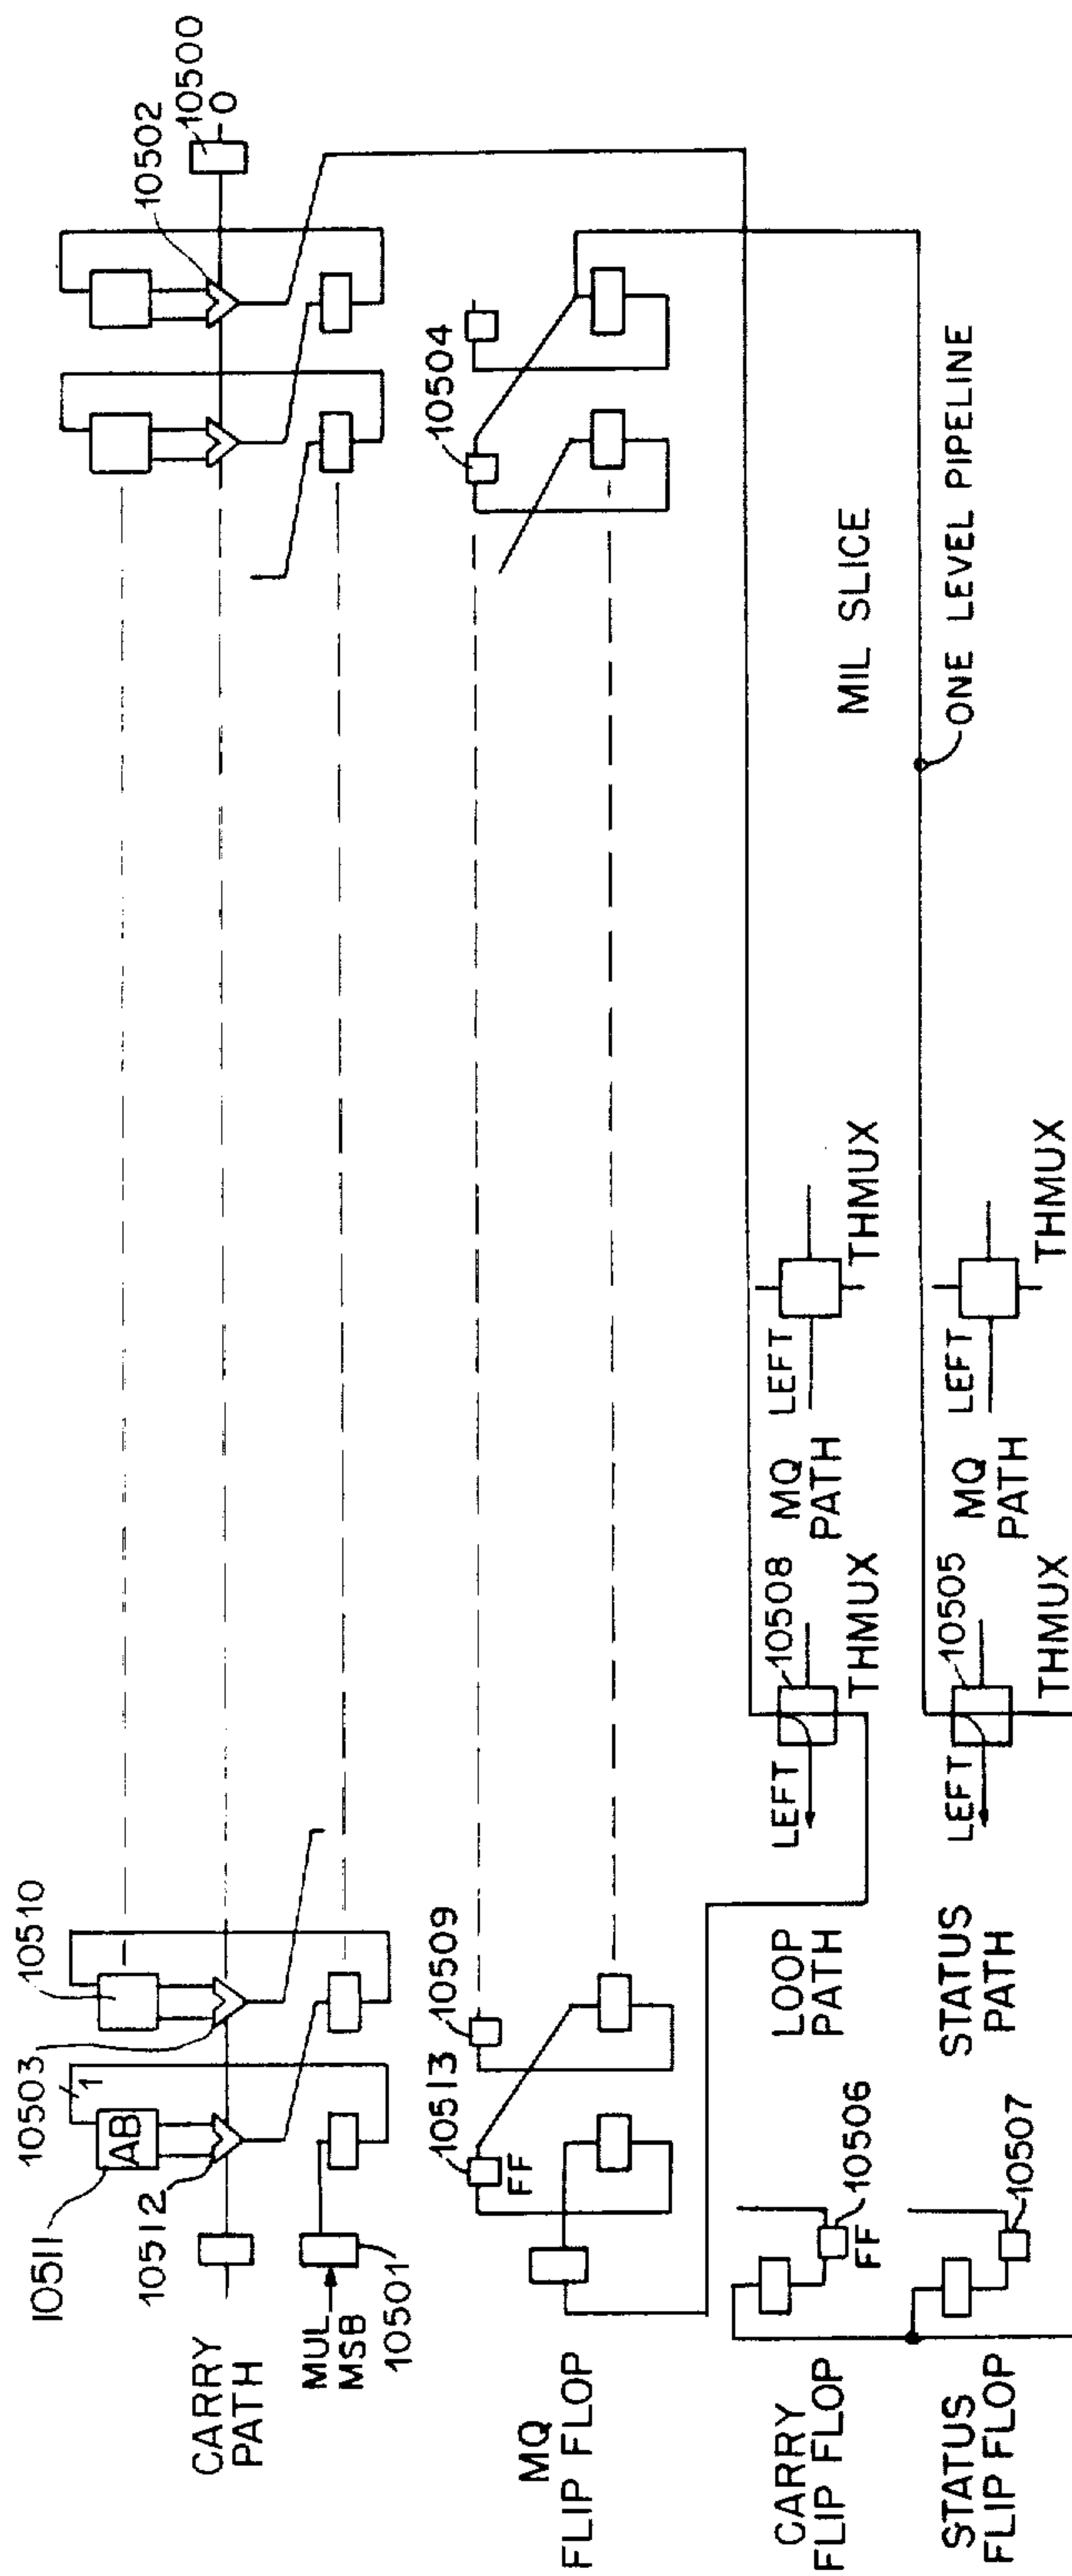 10511
10503
10510
AB
1
10512
CARRY
PATH
MUL
MSB
10501
10502
10500
0
MQ
FLIP FLOP
10513
FF
10509
10504
CARRY
FLIP FLOP
FF
10506
LOOP
PATH
LEFT
10508
THMUX
MQ
PATH
LEFT
THMUX
MIL SLICE
STATUS
FLIP FLOP
10507
STATUS
PATH
LEFT
10505
THMUX
MQ
PATH
LEFT
THMUX
ONE LEVEL PIPELINE